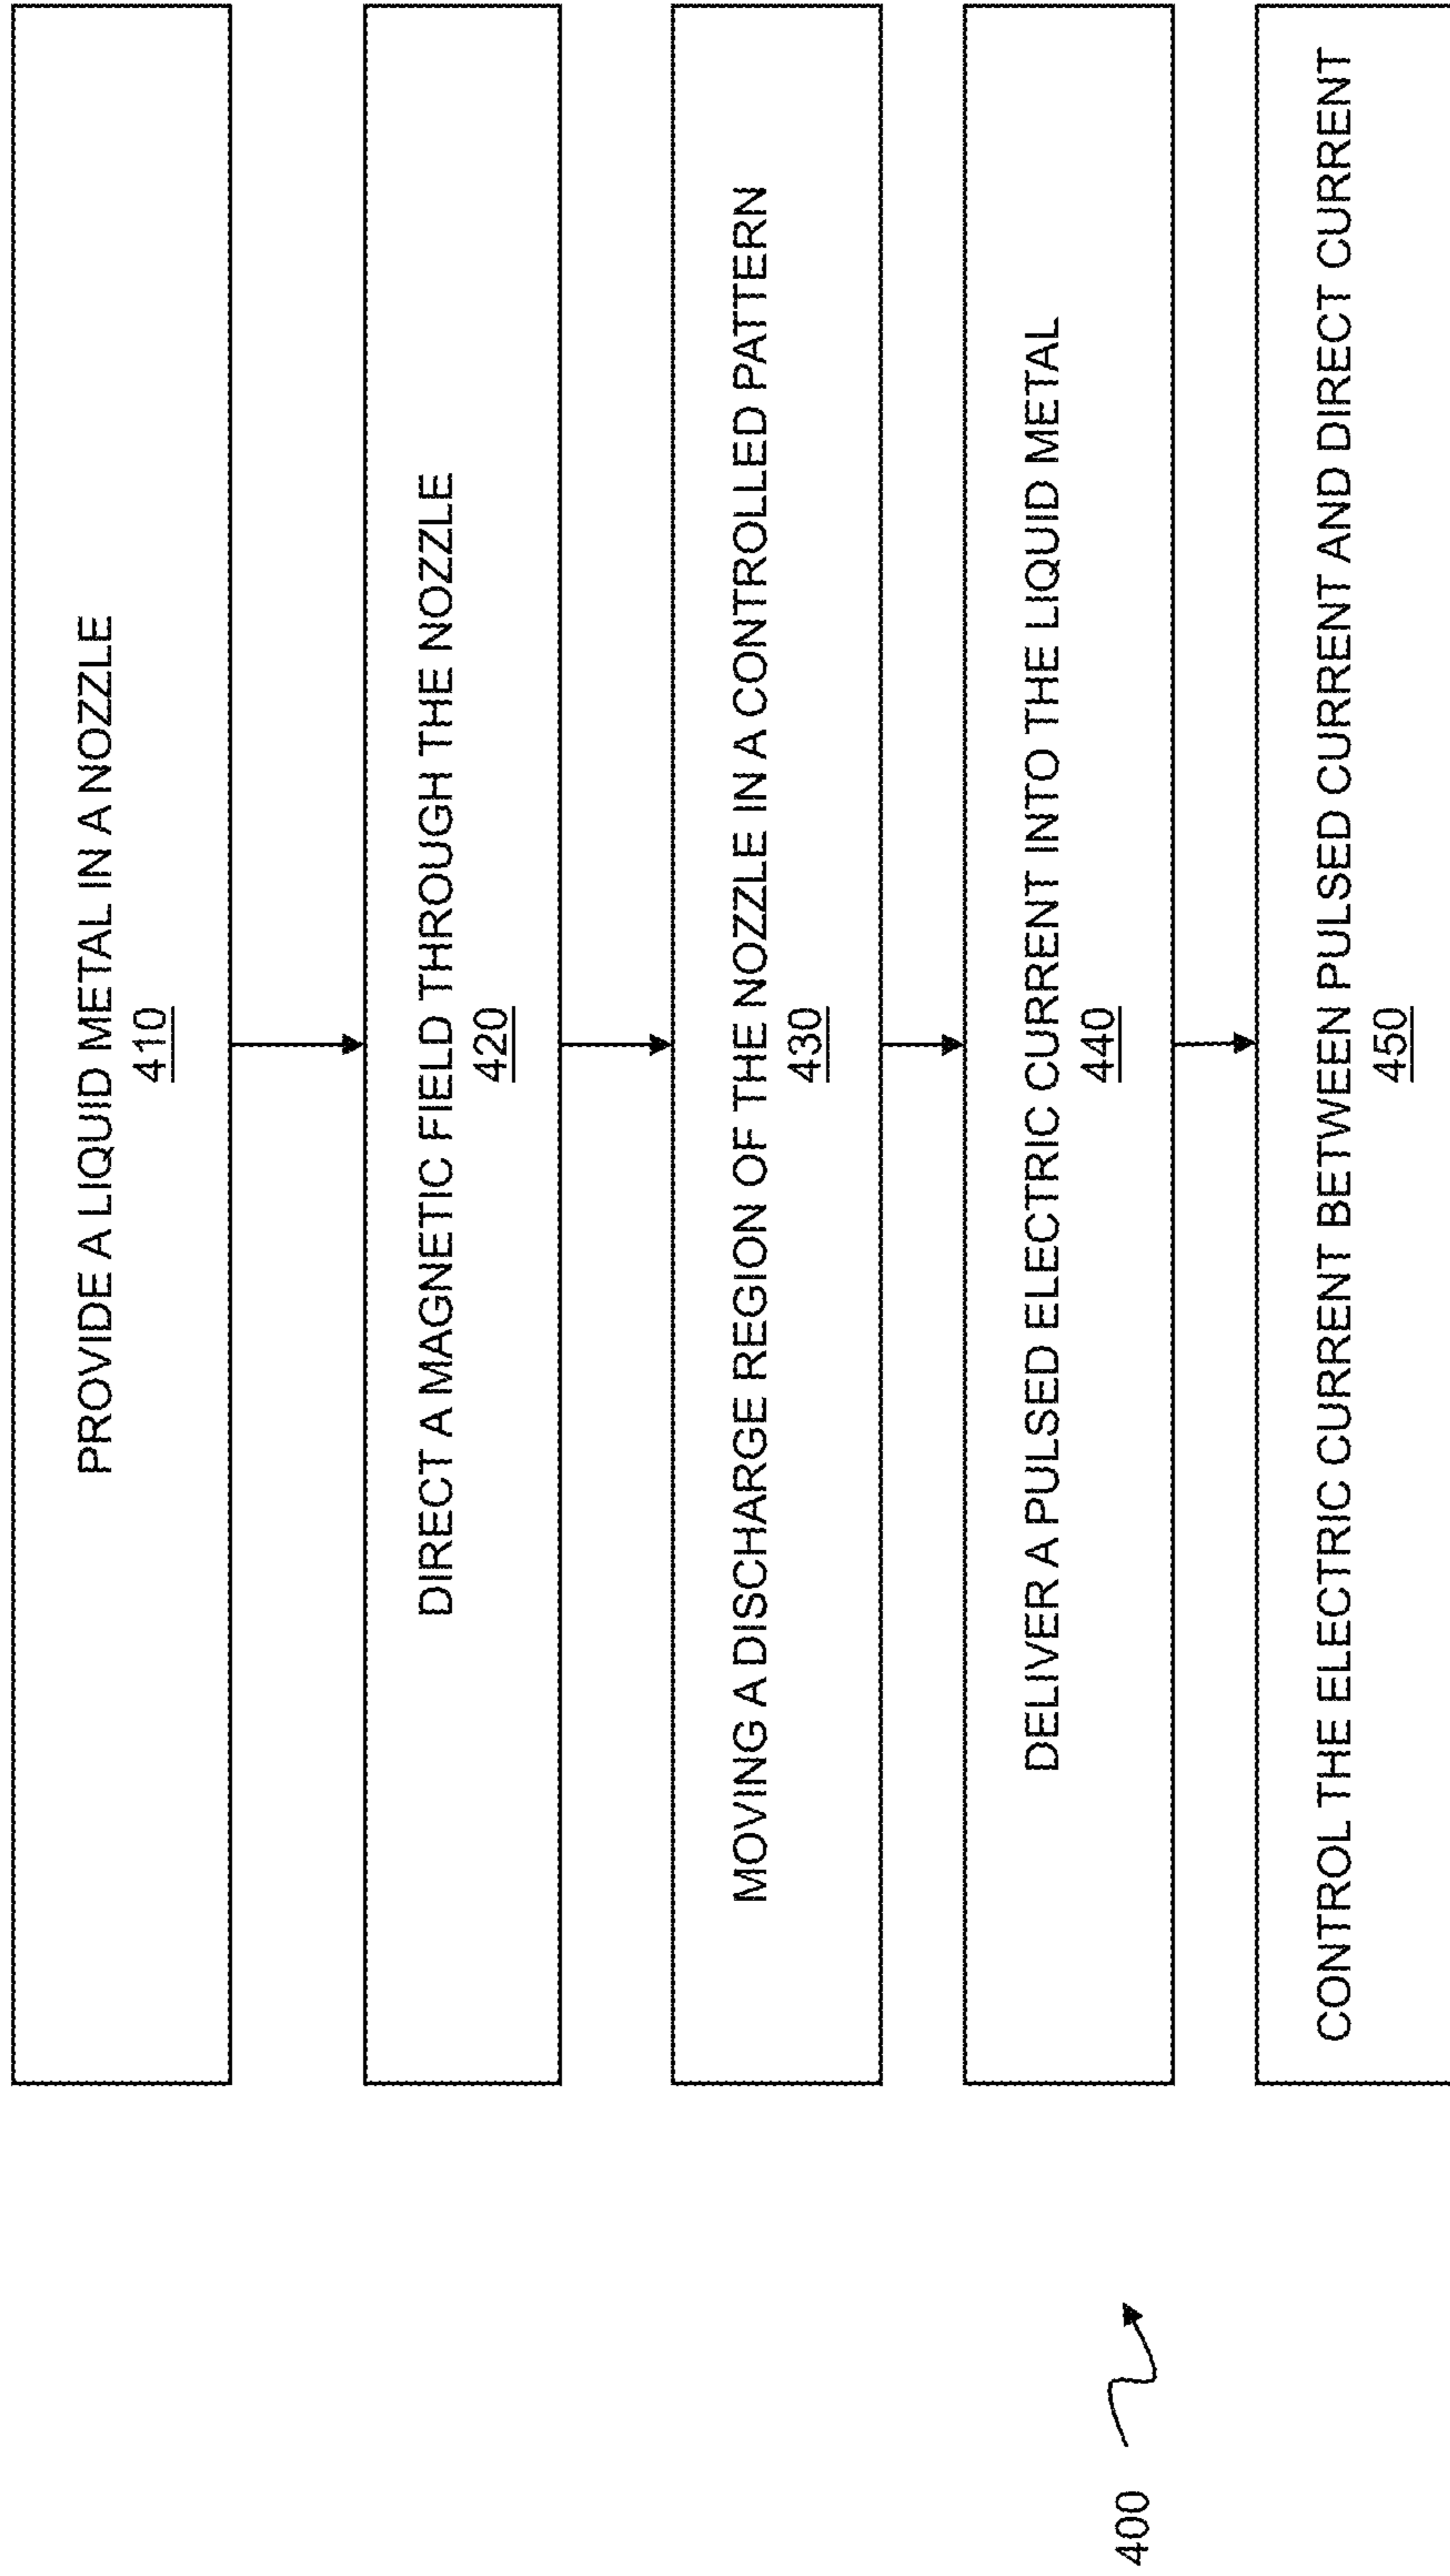 PROVIDE A LIQUID METAL IN A NOZZLE
410
DIRECT A MAGNETIC FIELD THROUGH THE NOZZLE
420
MOVING A DISCHARGE REGION OF THE NOZZLE IN A CONTROLLED PATTERN
430
DELIVER A PULSED ELECTRIC CURRENT INTO THE LIQUID METAL
440
CONTROL THE ELECTRIC CURRENT BETWEEN PULSED CURRENT AND DIRECT CURRENT
450
400